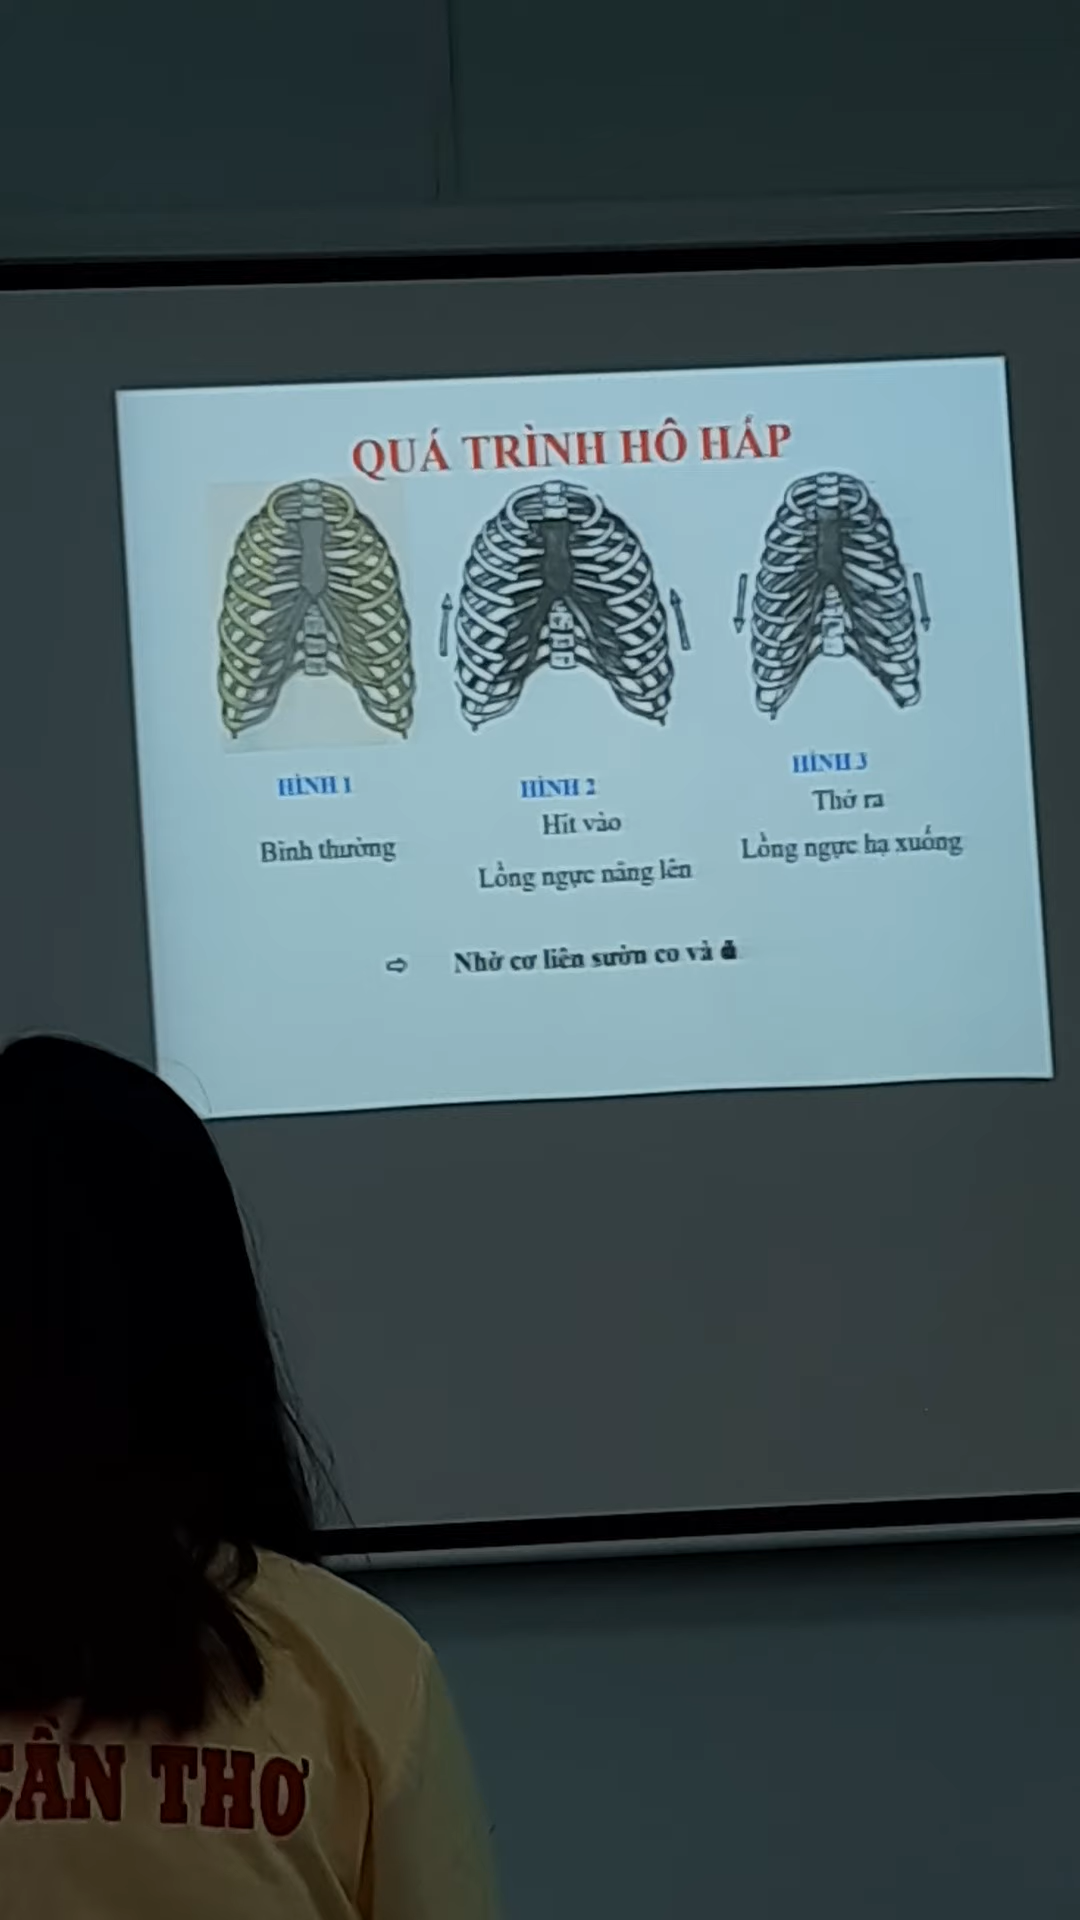 QUÁ TRÌNH HÔ HẤP
HÌNH 1
Bình thường
HÌNH 2
Hít vào
Lồng ngực nâng lên
HÌNH 3
Thở ra
Lồng ngực hạ xuống
⇨ Nhờ cơ liên sườn co và
CẦN THƠ